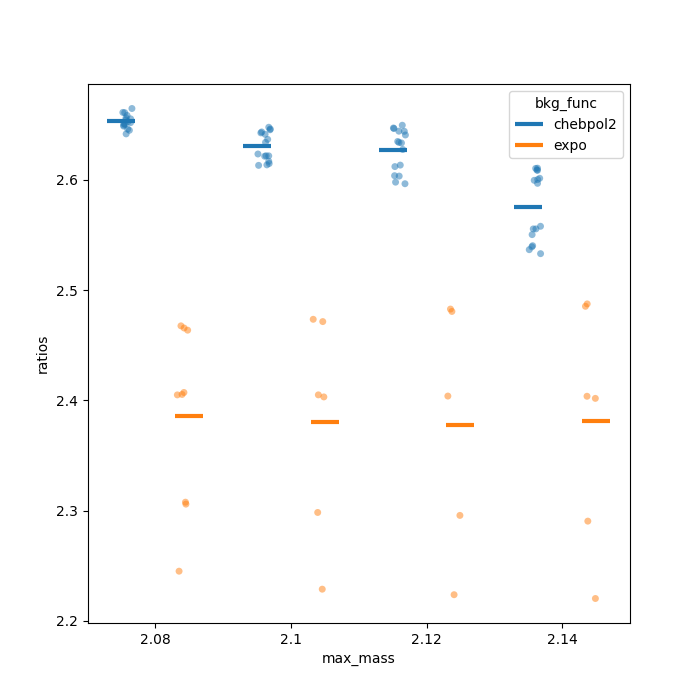 bkg_func
chebpol2
expo
2.6
2.5
2.4
2.3
2.2
ratios
2.08
2.1
2.12
2.14
max_mass